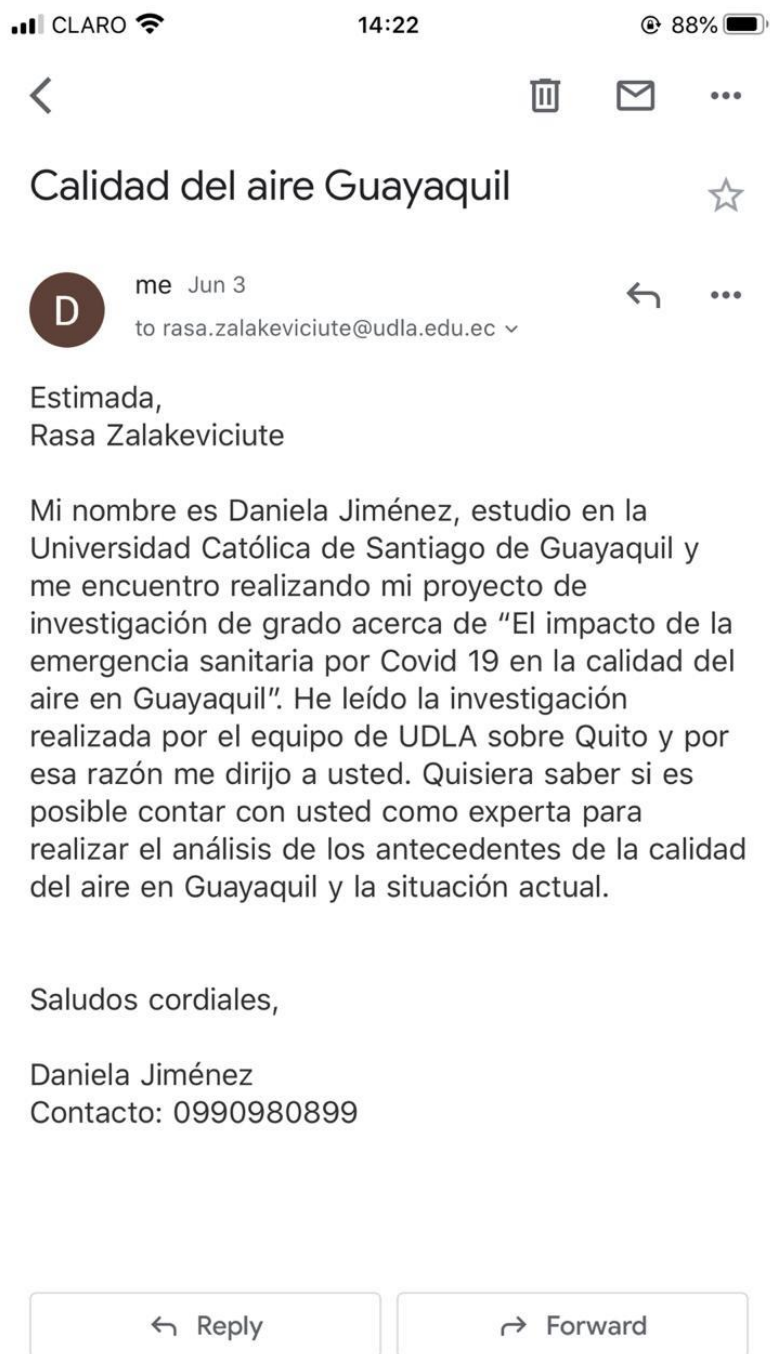 CLARO 14:22 88%
Calidad del aire Guayaquil
D
me Jun 3
to rasa.zalakeviciute@udla.edu.ec
Estimada,
Rasa Zalakeviciute
Mi nombre es Daniela Jiménez, estudio en la
Universidad Católica de Santiago de Guayaquil y
me encuentro realizando mi proyecto de
investigación de grado acerca de “El impacto de la
emergencia sanitaria por Covid 19 en la calidad del
aire en Guayaquil”. He leído la investigación
realizada por el equipo de UDLA sobre Quito y por
esa razón me dirijo a usted. Quisiera saber si es
posible contar con usted como experta para
realizar el análisis de los antecedentes de la calidad
del aire en Guayaquil y la situación actual.
Saludos cordiales,
Daniela Jiménez
Contacto: 0990980899
Reply Forward